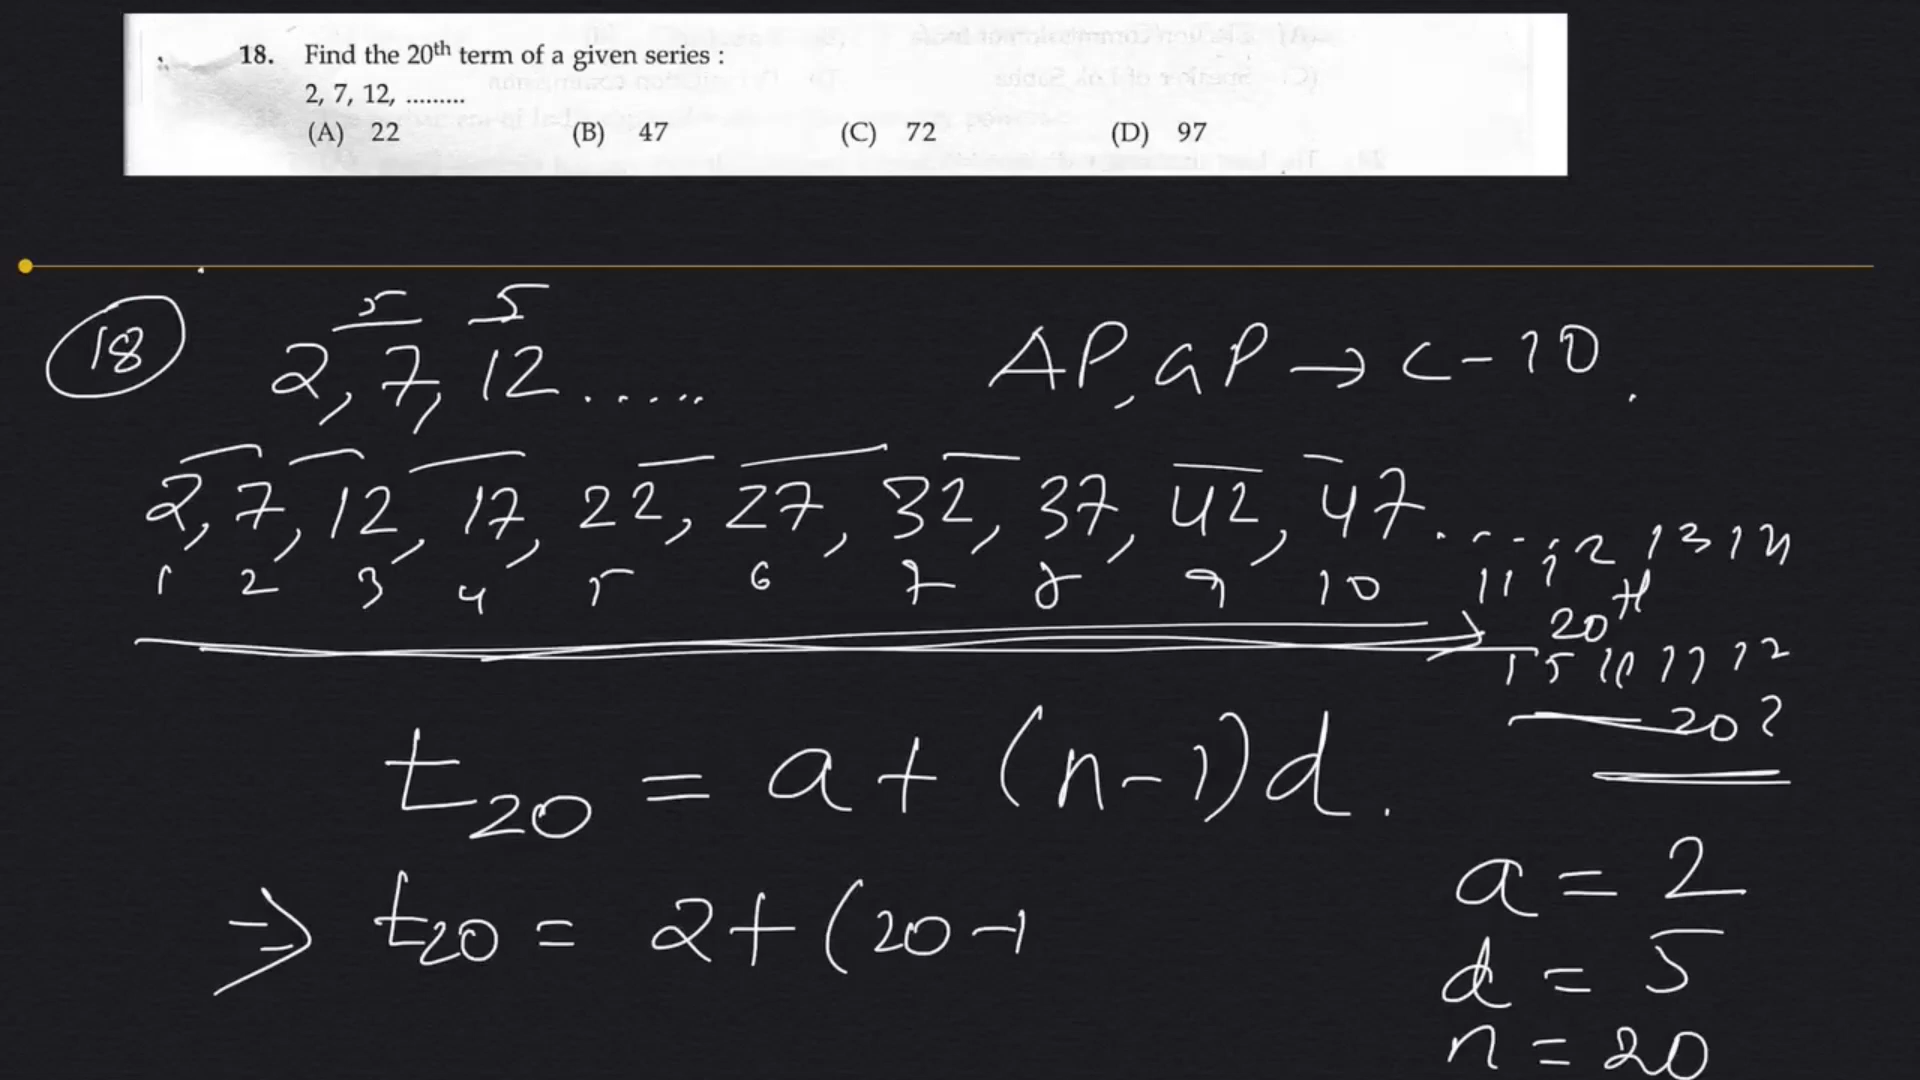 18. Find the 20th term of a given series :
2, 7, 12, .........
(A) 22 (B) 47 (C) 72 (D) 97
18
5 5
2, 7, 12 .....
AP, GP → C-10.
2, 7, 12, 17, 22, 27, 32, 37, 42, 47.....
12 13 14
1 2 3 4 5 6 7 8 9 10 11
20th
15
20?
t20 = a + (n-1)d.
a = 2
⇒ t20 = 2 + (20-1
d = 5
n = 20